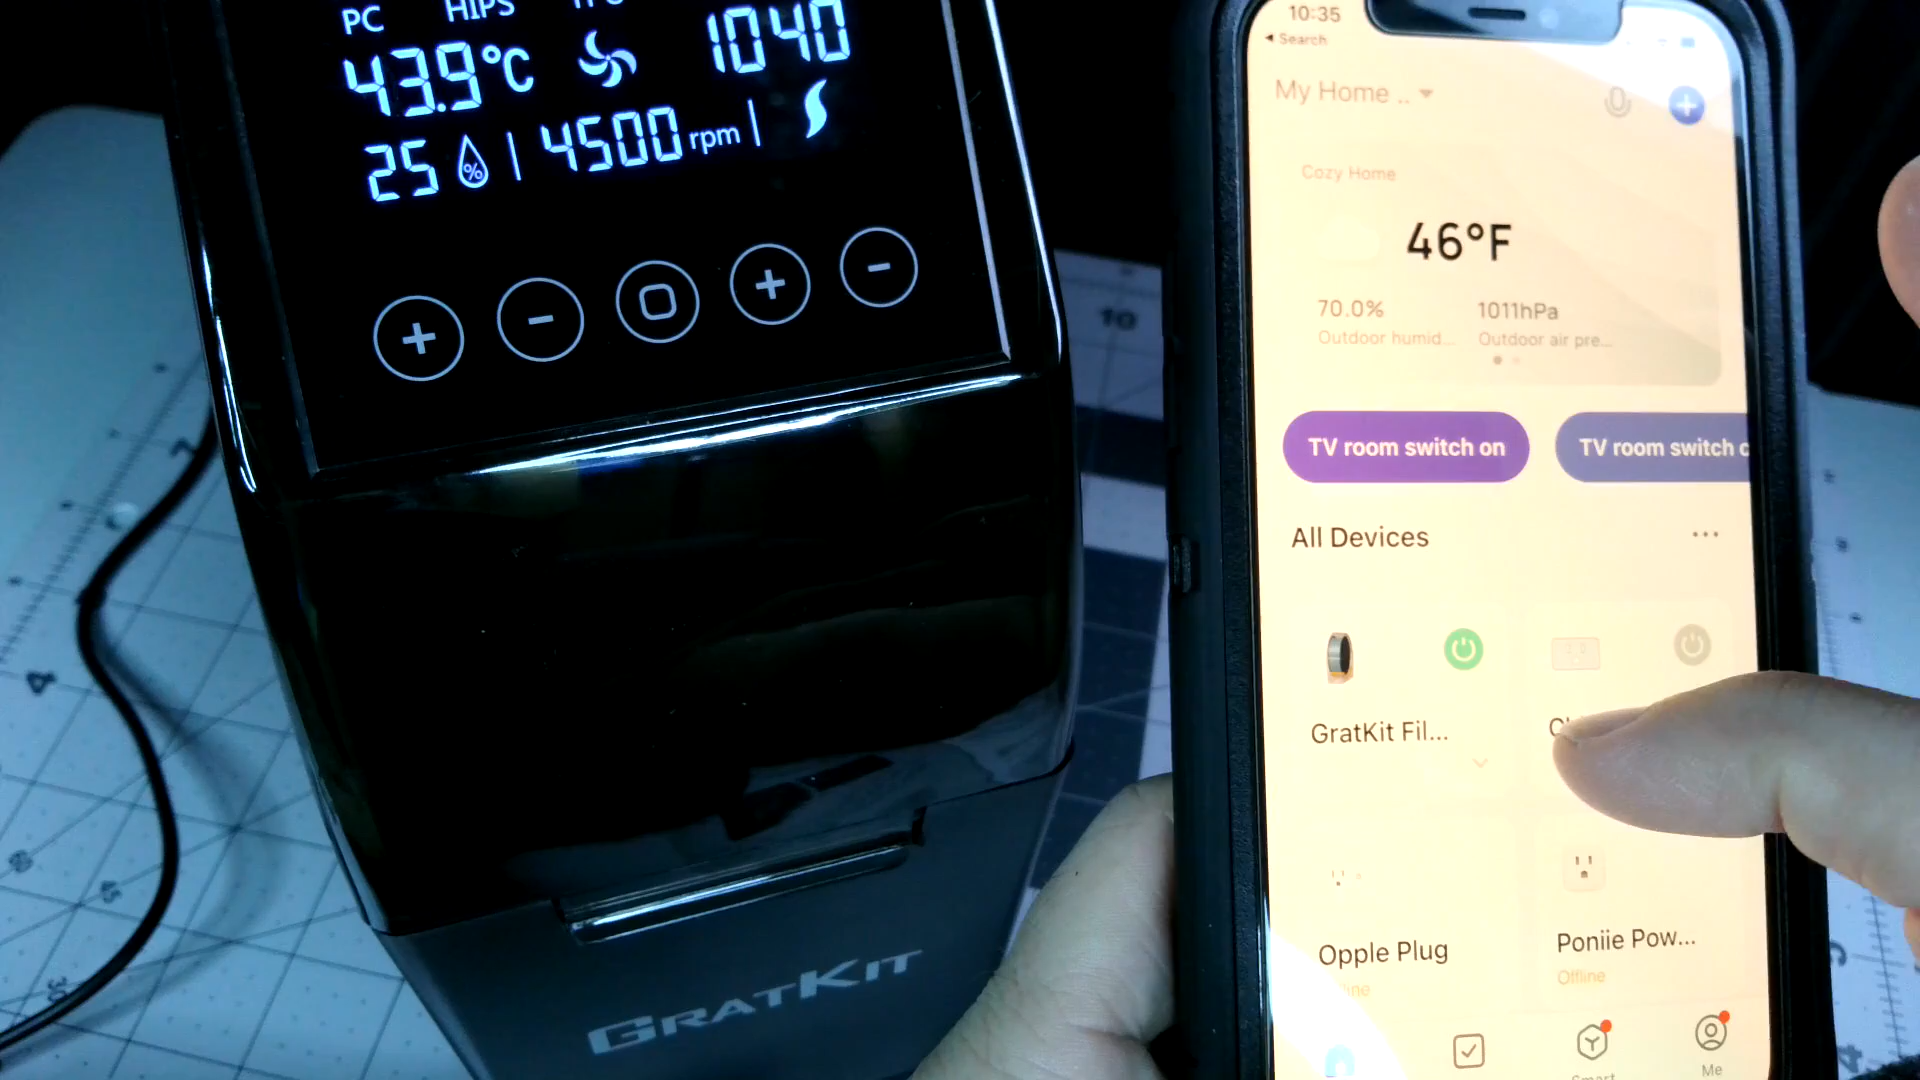 PC HIPS
43.9°C 1040
25 % | 4500 rpm |
+ - + -
GRATKIT
10
4
10:35
Search
My Home ..
Cozy Home
46°F
70.0% 1011hPa
Outdoor humid... Outdoor air pre...
TV room switch on TV room switch
All Devices ...
GratKit Fil...
Opple Plug Poniie Pow...
Offline
Me